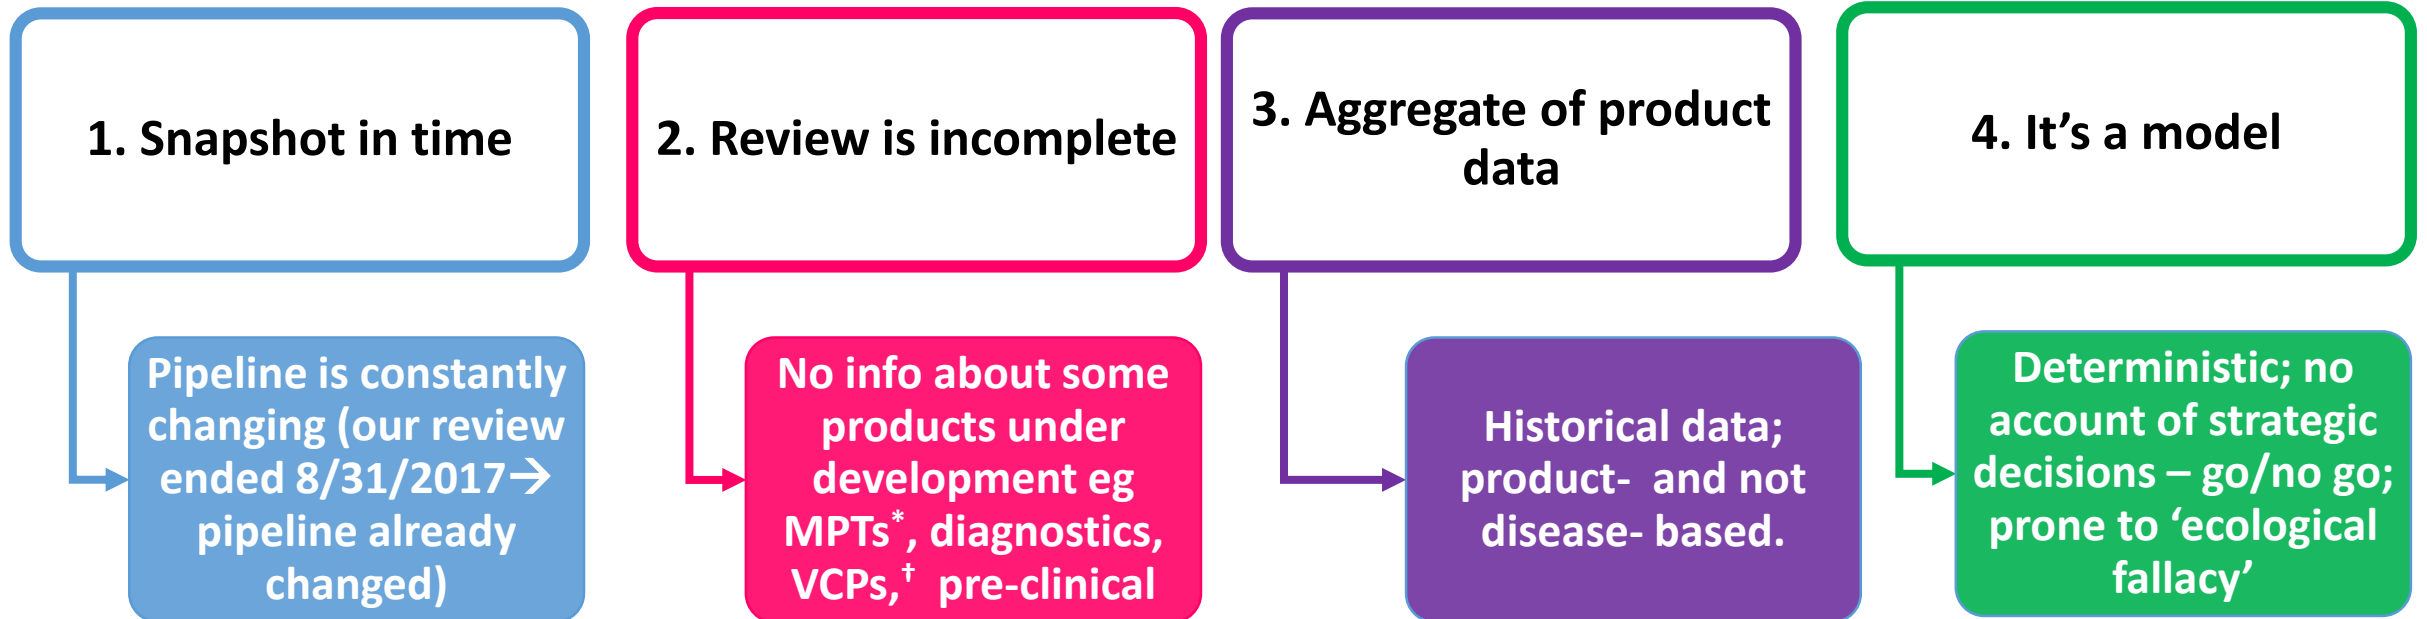 1. Snapshot in time
Pipeline is constantly
changing (our review
ended 8/31/2017→
pipeline already
changed)
2. Review is incomplete
No info about some
products under
development eg
MPTs*, diagnostics,
VCPs,† pre-clinical
3. Aggregate of product
data
Historical data;
product- and not
disease- based.
4. It’s a model
Deterministic; no
account of strategic
decisions – go/no go;
prone to ‘ecological
fallacy’